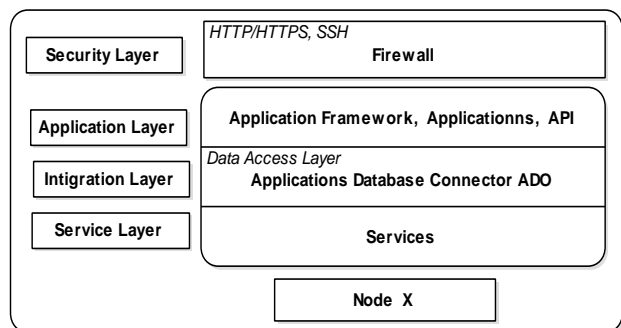 HTTP/HTTPS, SSH
Security Layer
Firewall
Application Layer
Application Framework, Applicationns, API
Data Access Layer
Intigration Layer
Applications Database Connector ADO
Service Layer
Services
Node X